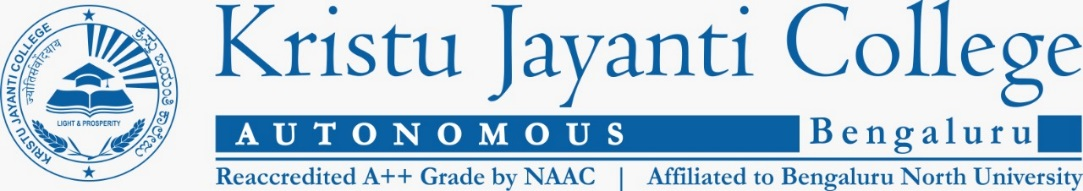 KRISTU JAYANTI COLLEGE
ಕ್ರಿಸ್ತು ಜಯಂತಿ ಕಾಲೇಜು
LIGHT & PROSPERITY
Kristu Jayanti College
AUTONOMOUS Bengaluru
Reaccredited A++ Grade by NAAC | Affiliated to Bengaluru North University